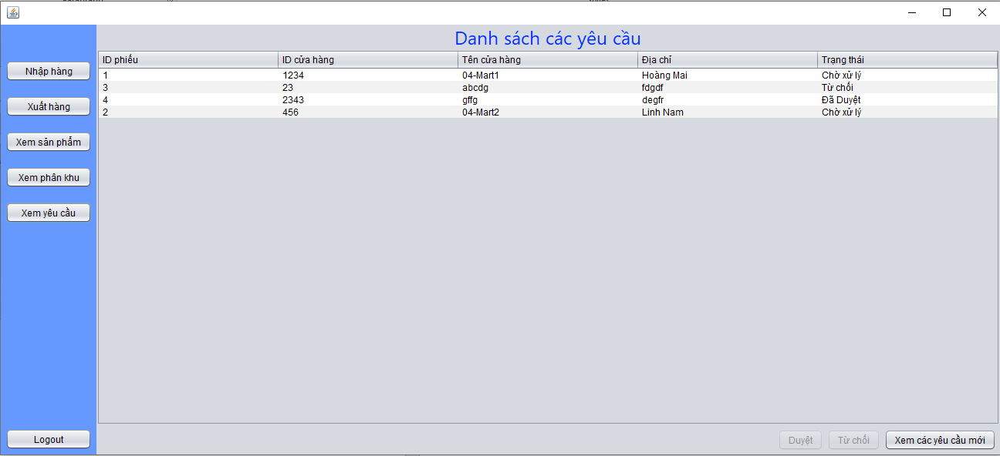 Danh sách các yêu cầu
Nhập hàng
Xuất hàng
Xem sản phẩm
Xem phân khu
Xem yêu cầu
Logout
ID phiếu ID cửa hàng Tên cửa hàng Địa chỉ Trạng thái
1 1234 04-Mart1 Hoàng Mai Chờ xử lý
3 23 abcdg fdgdf Từ chối
4 2343 gffg degfr Đã Duyệt
2 456 04-Mart2 Linh Nam Chờ xử lý
Duyệt Từ chối Xem các yêu cầu mới